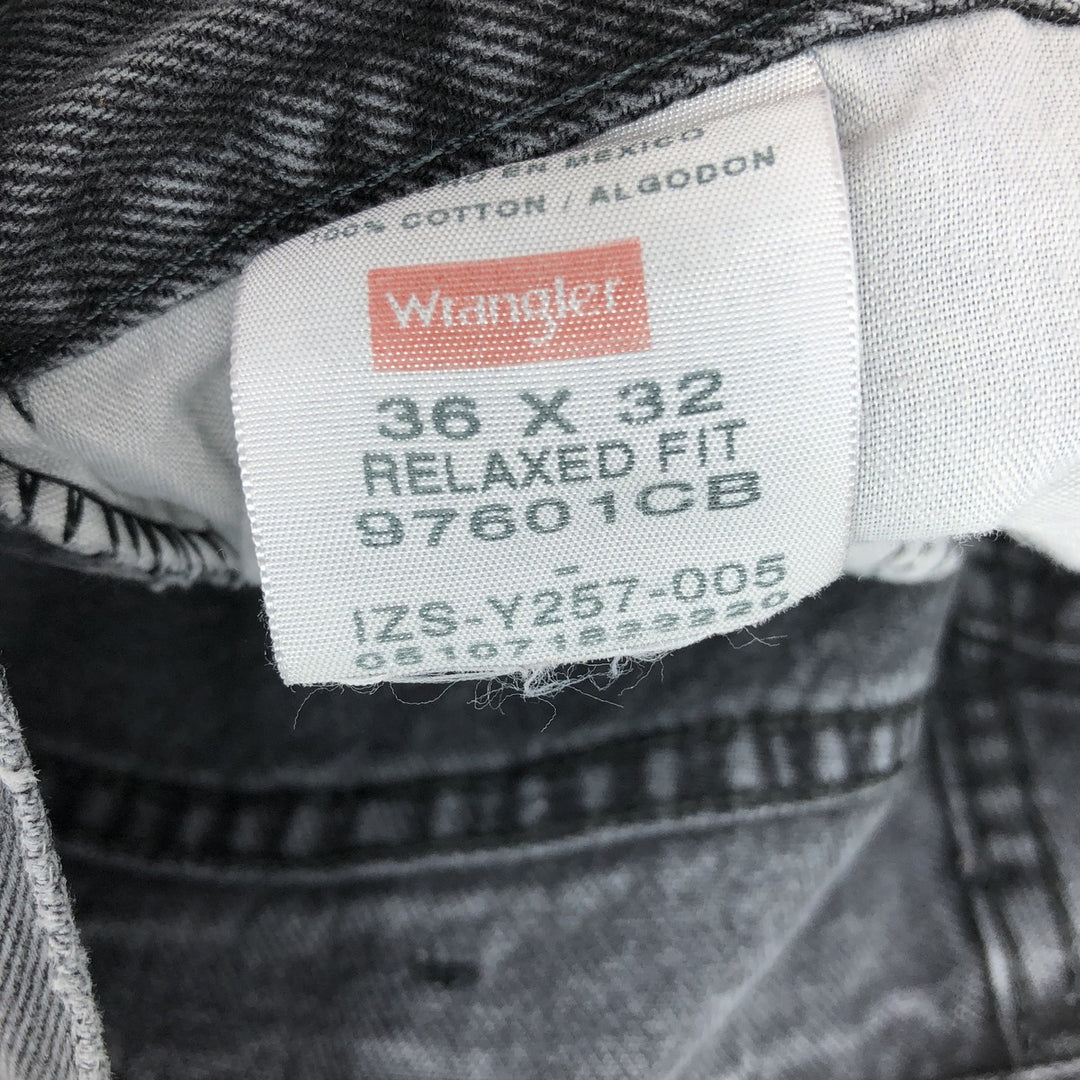 EN MEXICO
100% COTTON / ALGODON
Wrangler
36 X 32
RELAXED FIT
97601CB
-
IZS-Y257-005